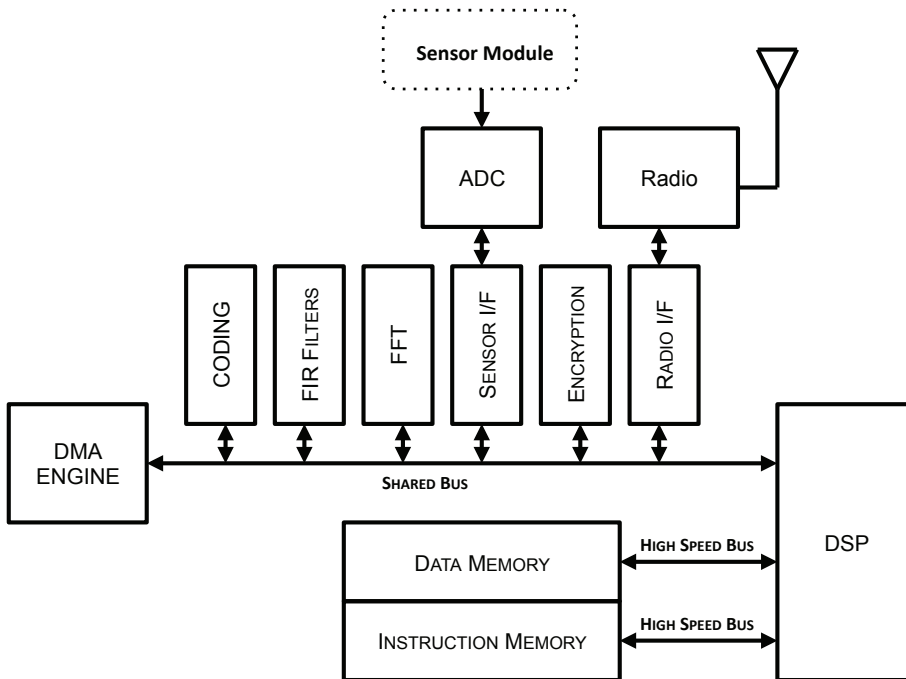 Sensor Module
ADC
Radio
CODING
FIR FILTERS
FFT
SENSOR I/F
ENCRYPTION
RADIO I/F
DMA
ENGINE
SHARED BUS
DSP
HIGH SPEED BUS
DATA MEMORY
HIGH SPEED BUS
INSTRUCTION MEMORY